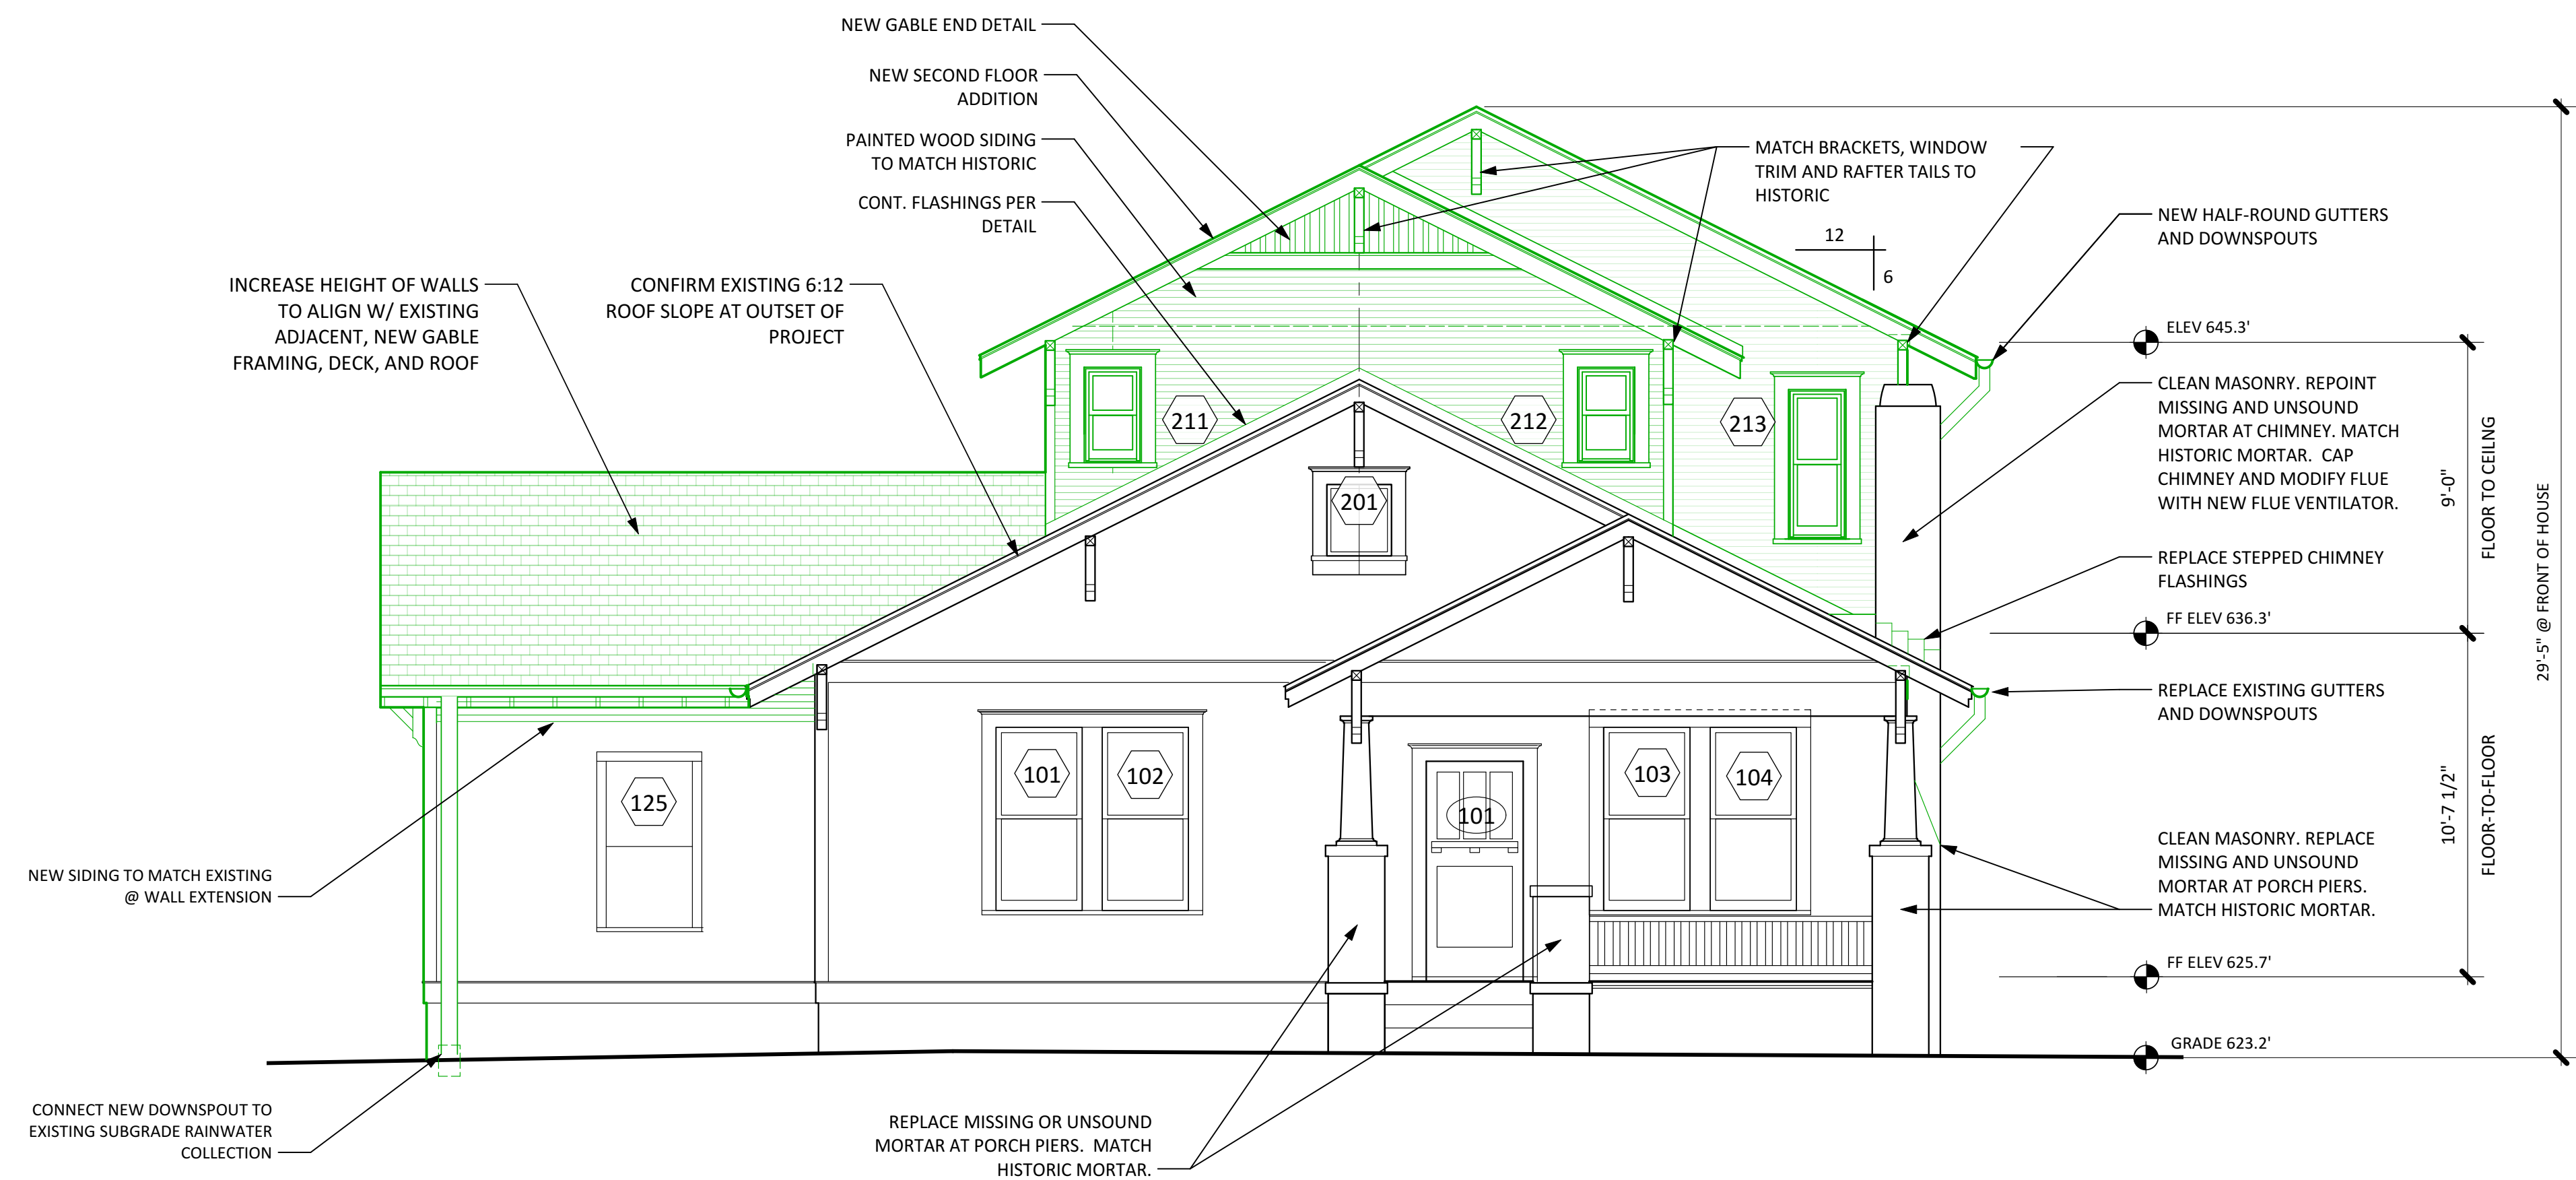 NEW GABLE END DETAIL
NEW SECOND FLOOR
ADDITION
PAINTED WOOD SIDING
TO MATCH HISTORIC
CONT. FLASHINGS PER
DETAIL
INCREASE HEIGHT OF WALLS
TO ALIGN W/ EXISTING
ADJACENT, NEW GABLE
FRAMING, DECK, AND ROOF
CONFIRM EXISTING 6:12
ROOF SLOPE AT OUTSET OF
PROJECT
MATCH BRACKETS, WINDOW
TRIM AND RAFTER TAILS TO
HISTORIC
12
6
NEW HALF-ROUND GUTTERS
AND DOWNSPOUTS
ELEV 645.3'
CLEAN MASONRY. REPOINT
MISSING AND UNSOUND
MORTAR AT CHIMNEY. MATCH
HISTORIC MORTAR.  CAP
CHIMNEY AND MODIFY FLUE
WITH NEW FLUE VENTILATOR.
9'-0"
FLOOR TO CEILNG
29'-5" @ FRONT OF HOUSE
211
212
213
201
REPLACE STEPPED CHIMNEY
FLASHINGS
FF ELEV 636.3'
REPLACE EXISTING GUTTERS
AND DOWNSPOUTS
10'-7 1/2"
FLOOR-TO-FLOOR
125
101
102
101
103
104
CLEAN MASONRY. REPLACE
MISSING AND UNSOUND
MORTAR AT PORCH PIERS.
MATCH HISTORIC MORTAR.
NEW SIDING TO MATCH EXISTING
@ WALL EXTENSION
FF ELEV 625.7'
GRADE 623.2'
CONNECT NEW DOWNSPOUT TO
EXISTING SUBGRADE RAINWATER
COLLECTION
REPLACE MISSING OR UNSOUND
MORTAR AT PORCH PIERS.  MATCH
HISTORIC MORTAR.